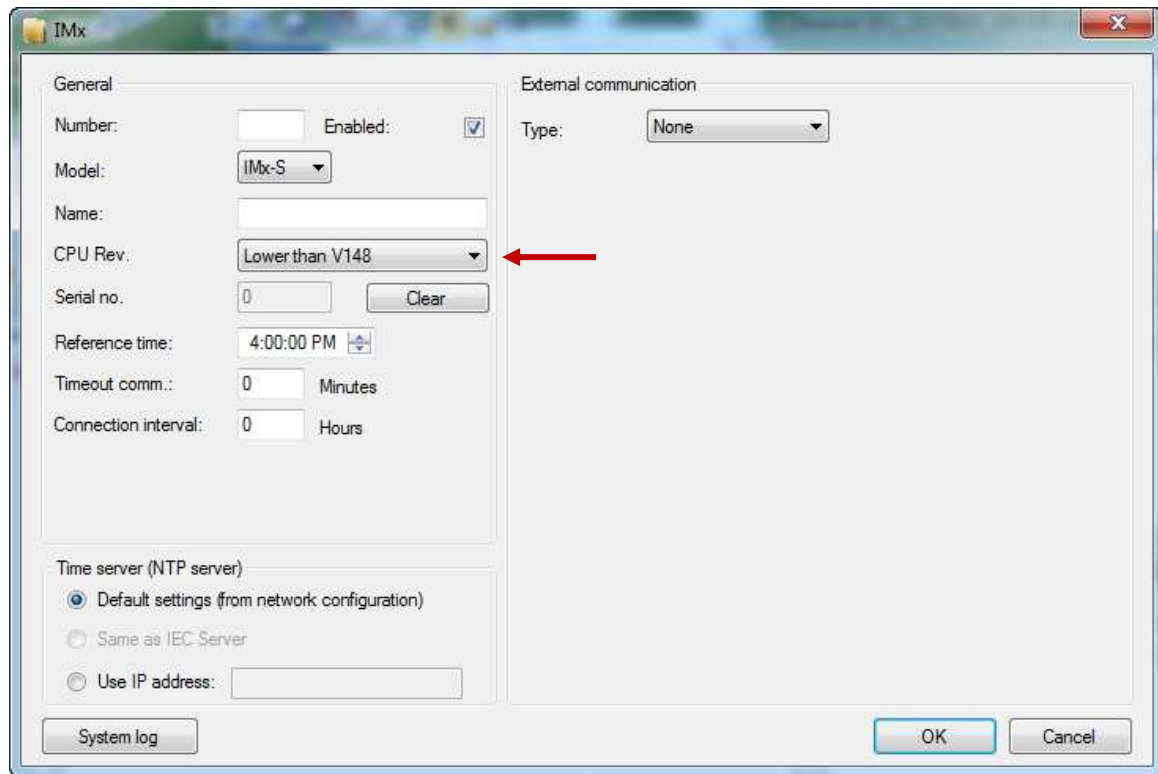 IMx
General
Number: Enabled:
Model: IMx-S
Name:
CPU Rev. Lower than V148
Serial no. 0 Clear
Reference time: 4:00:00 PM
Timeout comm.: 0 Minutes
Connection interval: 0 Hours
Time server (NTP server)
Default settings (from network configuration)
Same as IEC Server
Use IP address:
System log
External communication
Type: None
OK Cancel